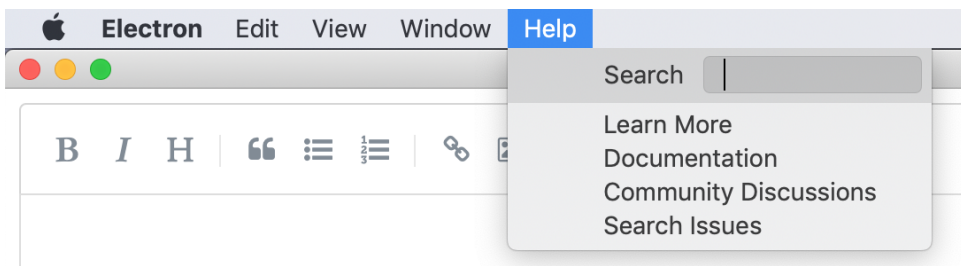 Electron Edit View Window Help
Search
B I H
Learn More
Documentation
Community Discussions
Search Issues